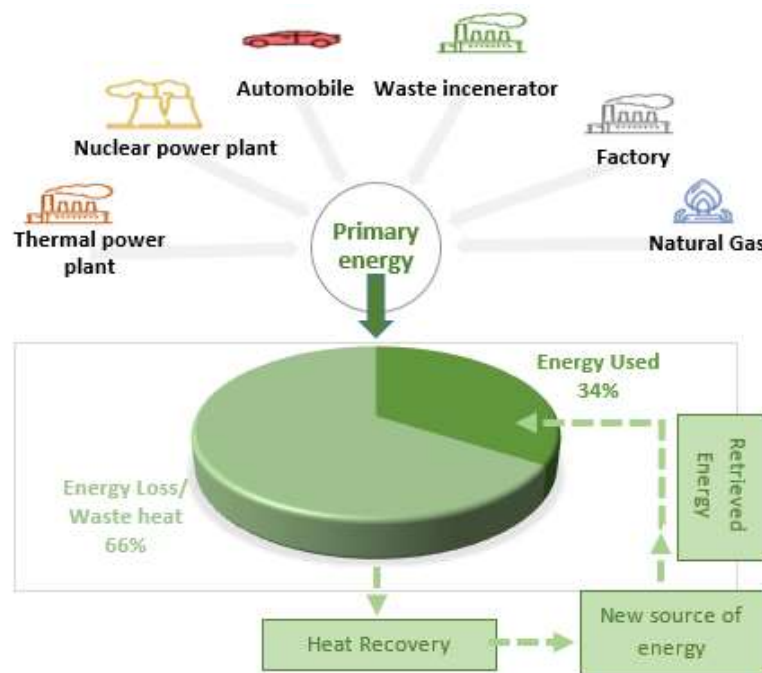 Automobile
Waste incenerator
Nuclear power plant
Factory
Thermal power
plant
Natural Gas
Primary
energy
Energy Used
34%
Energy Loss/
Waste heat
66%
Retrieved
Energy
Heat Recovery
New source of
energy